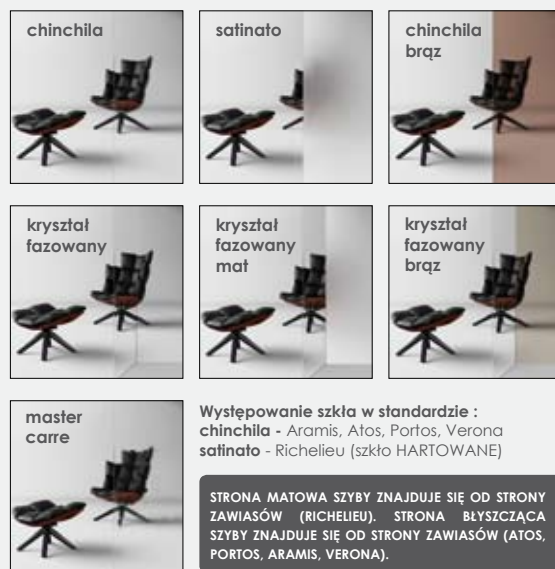 chinchila
satinato
chinchila
brąz
kryształ
fazowany
kryształ
fazowany
mat
kryształ
fazowany
brąz
master
carre
Występowanie szkła w standardzie :
chinchila - Aramis, Atos, Portos, Verona
satinato - Richelieu (szkło HARTOWANE)
STRONA MATOWA SZYBY ZNAJDUJE SIĘ OD STRONY
ZAWIASÓW (RICHELIEU). STRONA BŁYSZCZĄCA
SZYBY ZNAJDUJE SIĘ OD STRONY ZAWIASÓW (ATOS,
PORTOS, ARAMIS, VERONA).